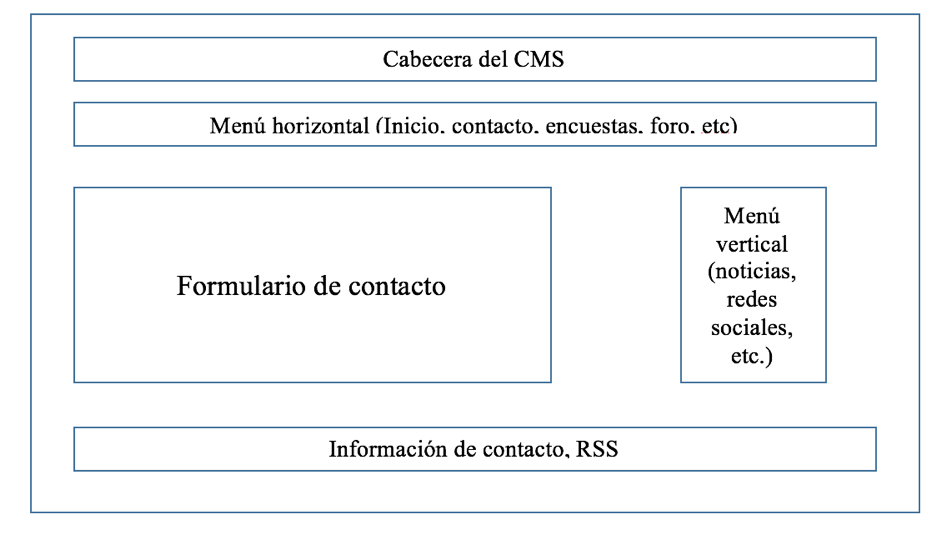 Cabecera del CMS
Menú horizontal (Inicio, contacto, encuestas, foro, etc)
Formulario de contacto
Menú
vertical
(noticias,
redes
sociales,
etc.)
Información de contacto, RSS